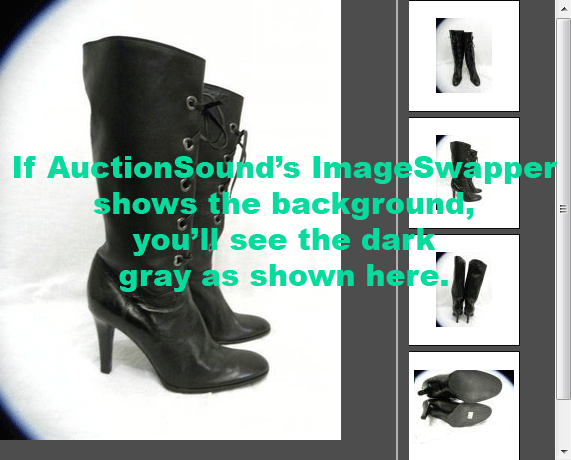 If AuctionSound's ImageSwapper
shows the background,
you'll see the dark
gray as shown here.